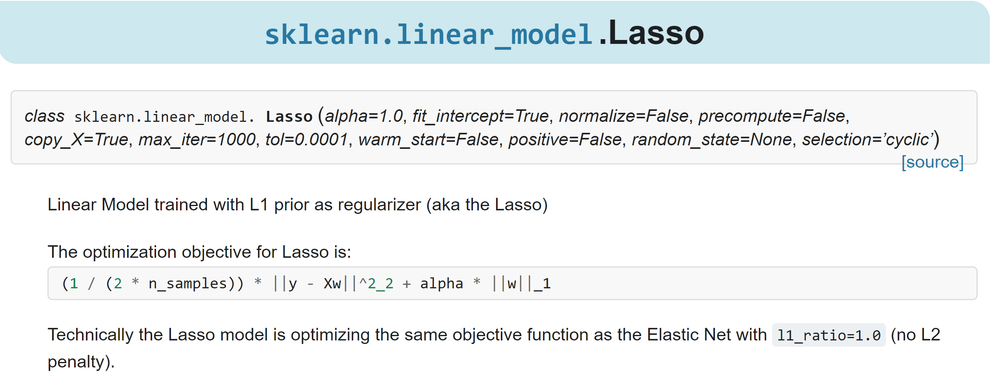 sklearn.linear_model.Lasso
class sklearn.linear_model. Lasso (alpha=1.0, fit_intercept=True, normalize=False, precompute=False,
copy_X=True, max_iter=1000, tol=0.0001, warm_start=False, positive=False, random_state=None, selection=’cyclic’)
[source]
Linear Model trained with L1 prior as regularizer (aka the Lasso)
The optimization objective for Lasso is:
(1 / (2 * n_samples)) * ||y - Xw||^2_2 + alpha * ||w||_1
Technically the Lasso model is optimizing the same objective function as the Elastic Net with l1_ratio=1.0 (no L2
penalty).